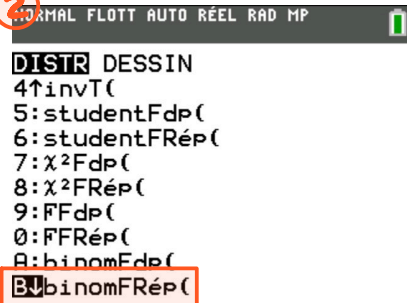 2
NORMAL FLOTT AUTO RÉEL RAD MP
DISTR DESSIN
4↑invT(
5:studentFdp(
6:studentFRép(
7:χ²Fdp(
8:χ²FRép(
9:FFdp(
0:FFRép(
A:binomFdp(
B↓binomFRép(